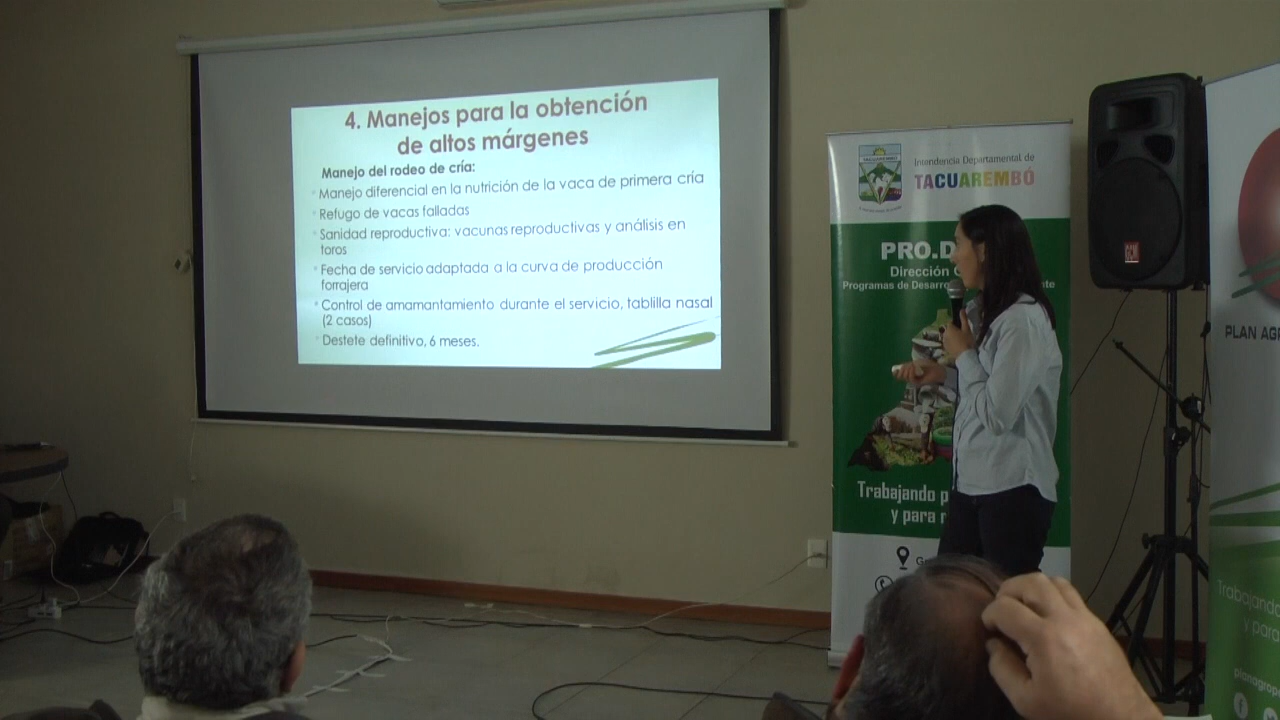 4. Manejos para la obtención
de altos márgenes
Manejo del rodeo de cría:
Manejo diferencial en la nutrición de la vaca de primera cría
Refugo de vacas falladas
Sanidad reproductiva: vacunas reproductivas y análisis en
toros
Fecha de servicio adaptada a la curva de producción
forrajera
Control de amamantamiento durante el servicio, tablilla nasal
(2 casos)
Destete definitivo, 6 meses.
TACUAREMBO
Intendencia Departamental de
TACUAREMBÓ
PRO.D
Dirección
Programas de Desarro
Trabajando p
y para
PLAN AG
Trabajando
y para
planagrop